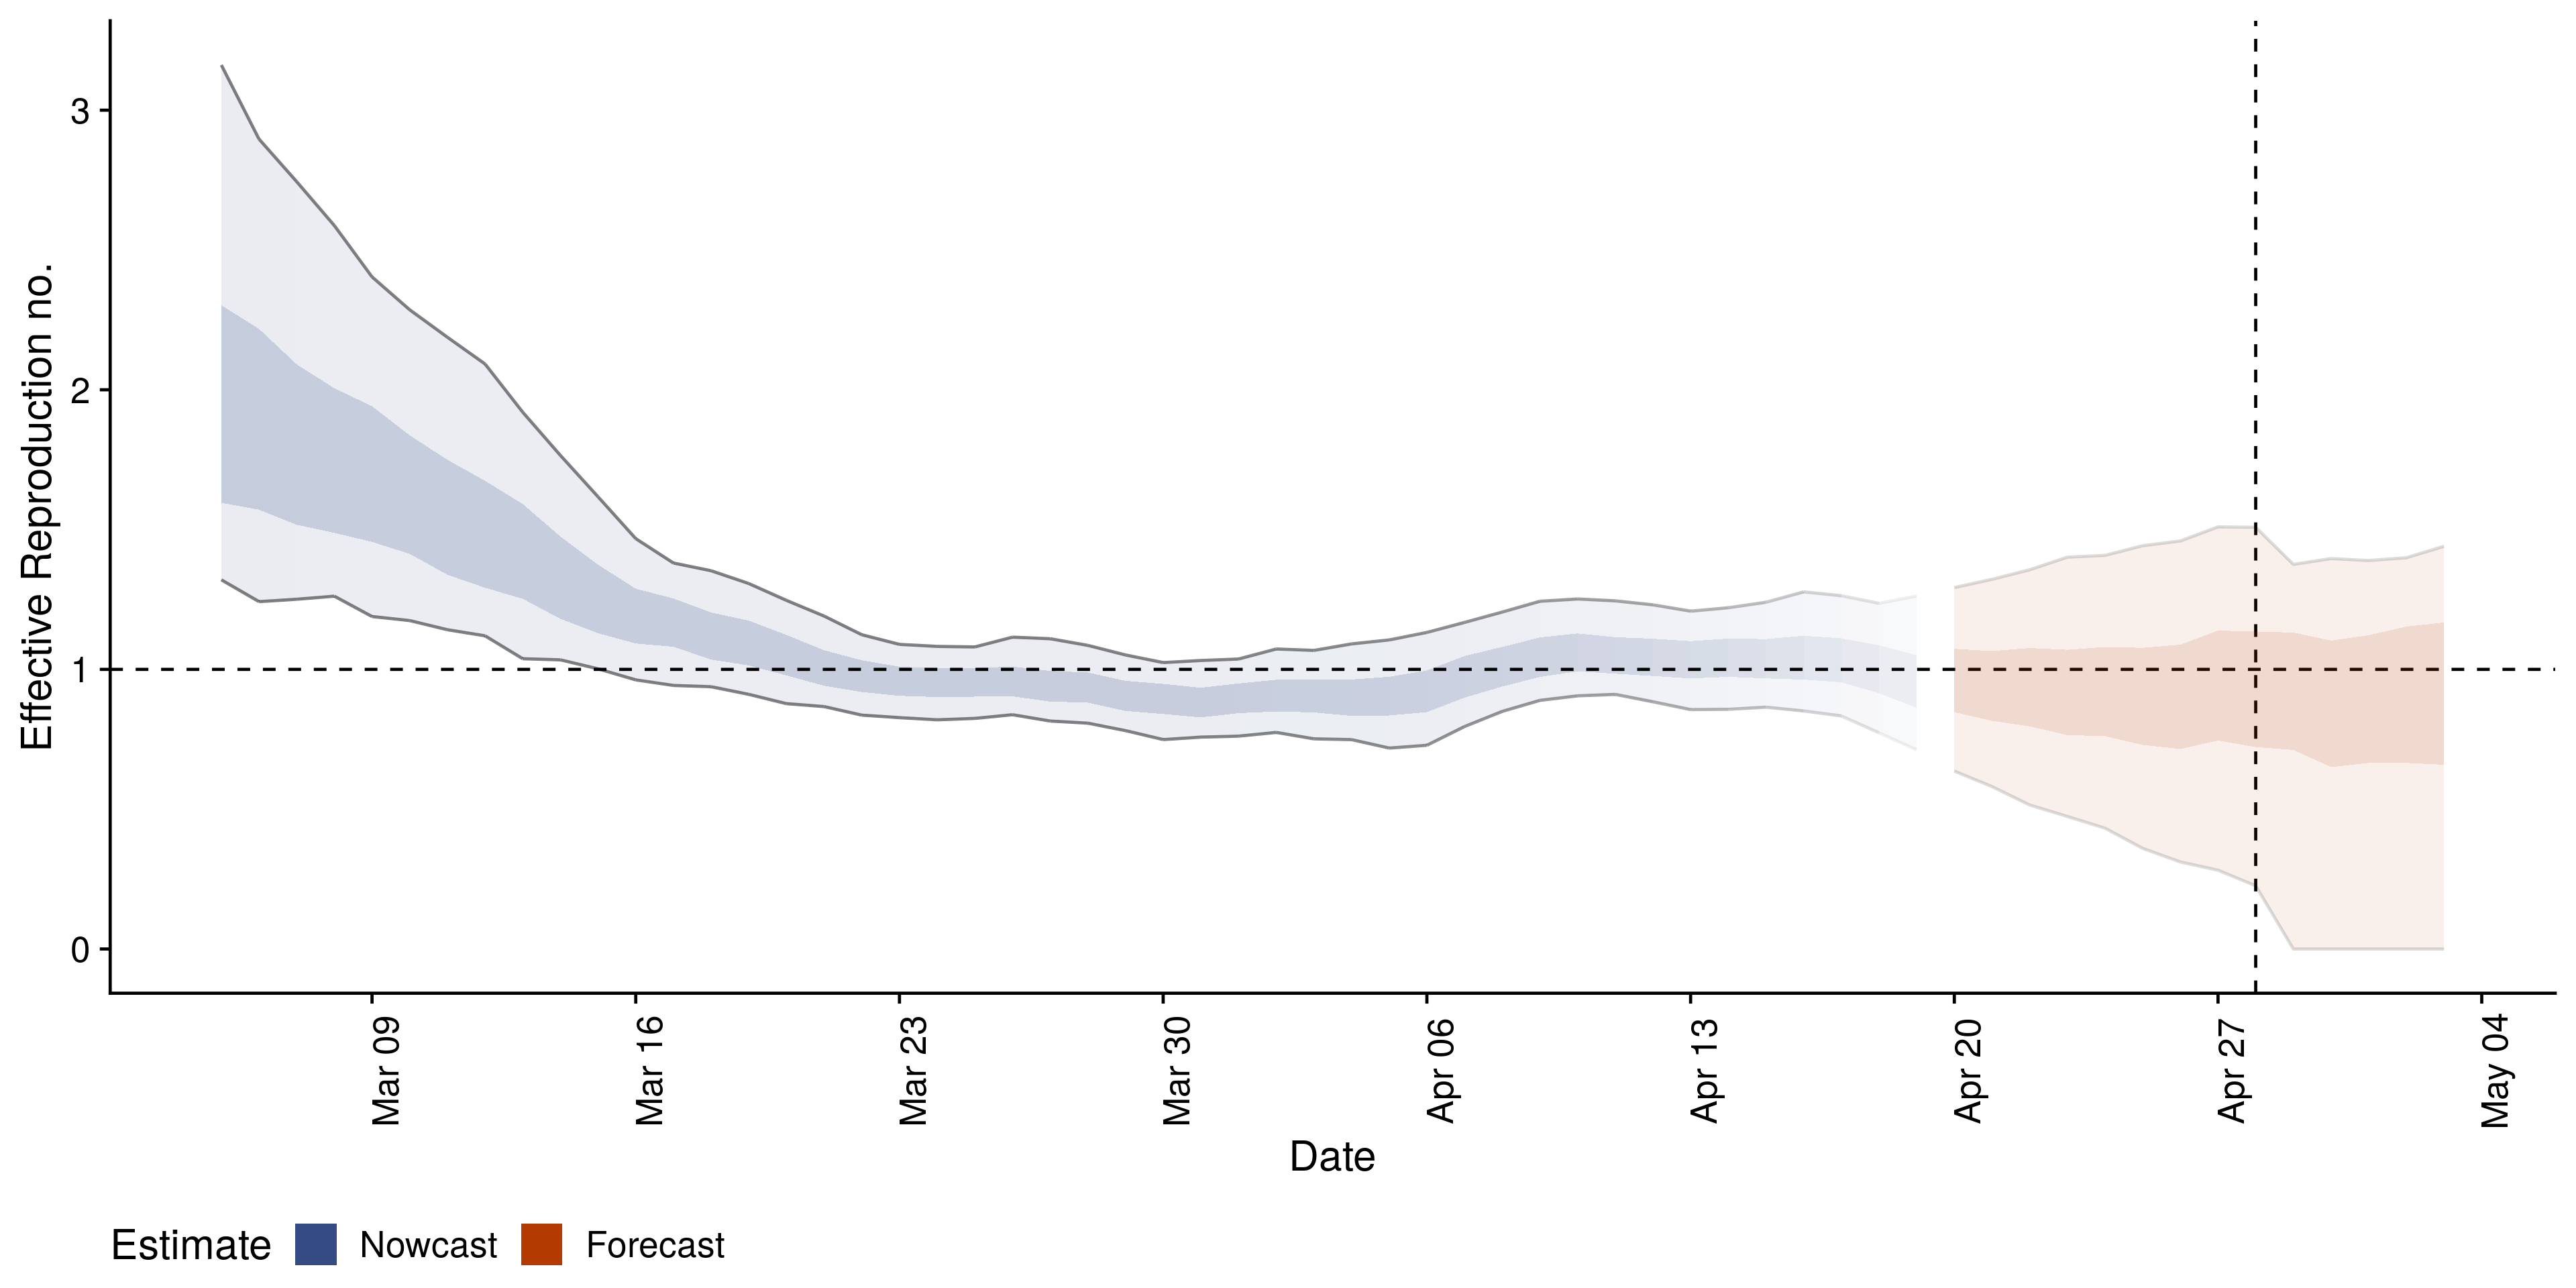 Effective Reproduction no.
3
2
1
0
Mar 09
Mar 16
Mar 23
Mar 30
Apr 06
Apr 13
Apr 20
Apr 27
May 04
Date
Estimate Nowcast Forecast